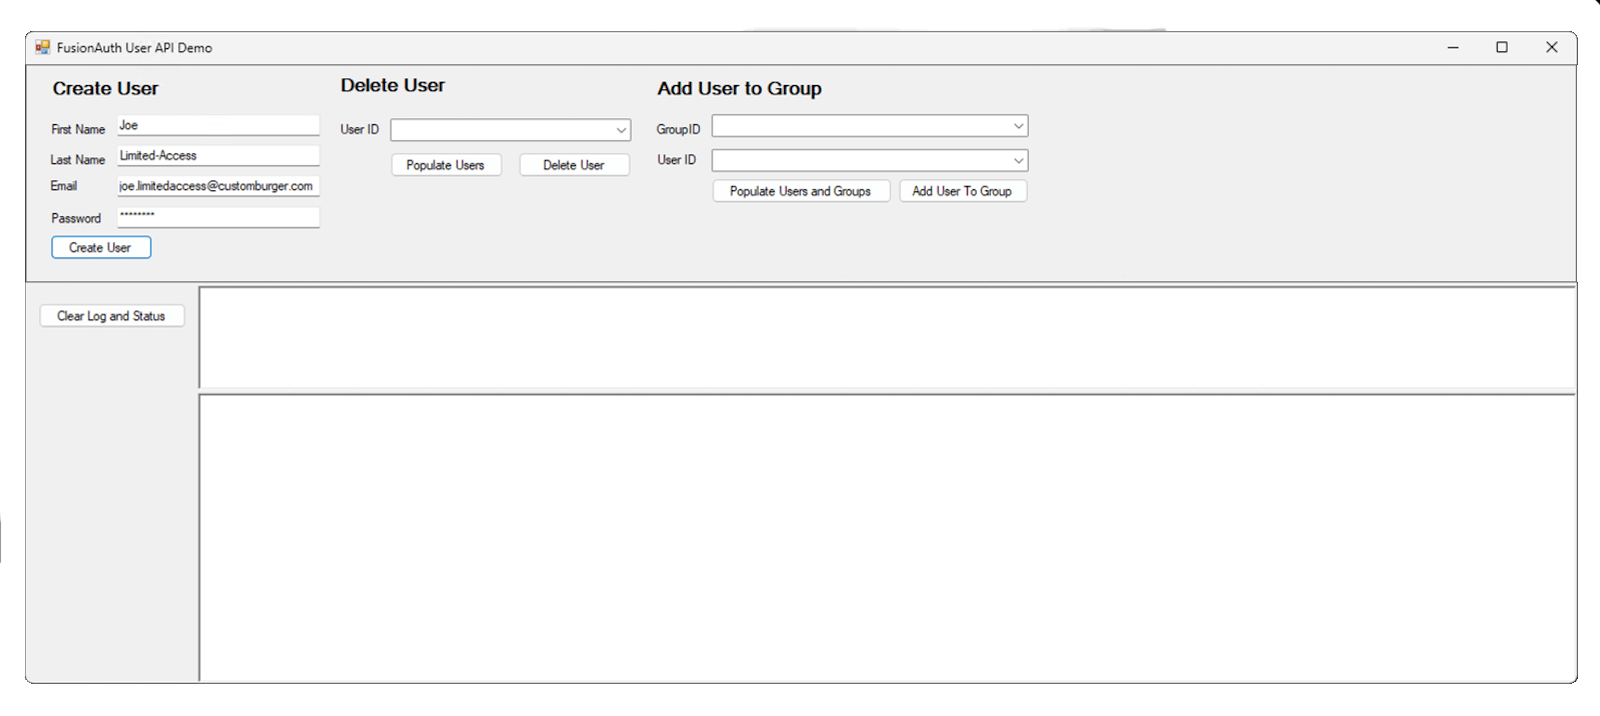 FusionAuth User API Demo
Create User
First Name Joe
Last Name Limited-Access
Email joe.limitedaccess@customburger.com
Password ********
Create User
Delete User
User ID
Populate Users Delete User
Add User to Group
GroupID
User ID
Populate Users and Groups Add User To Group
Clear Log and Status